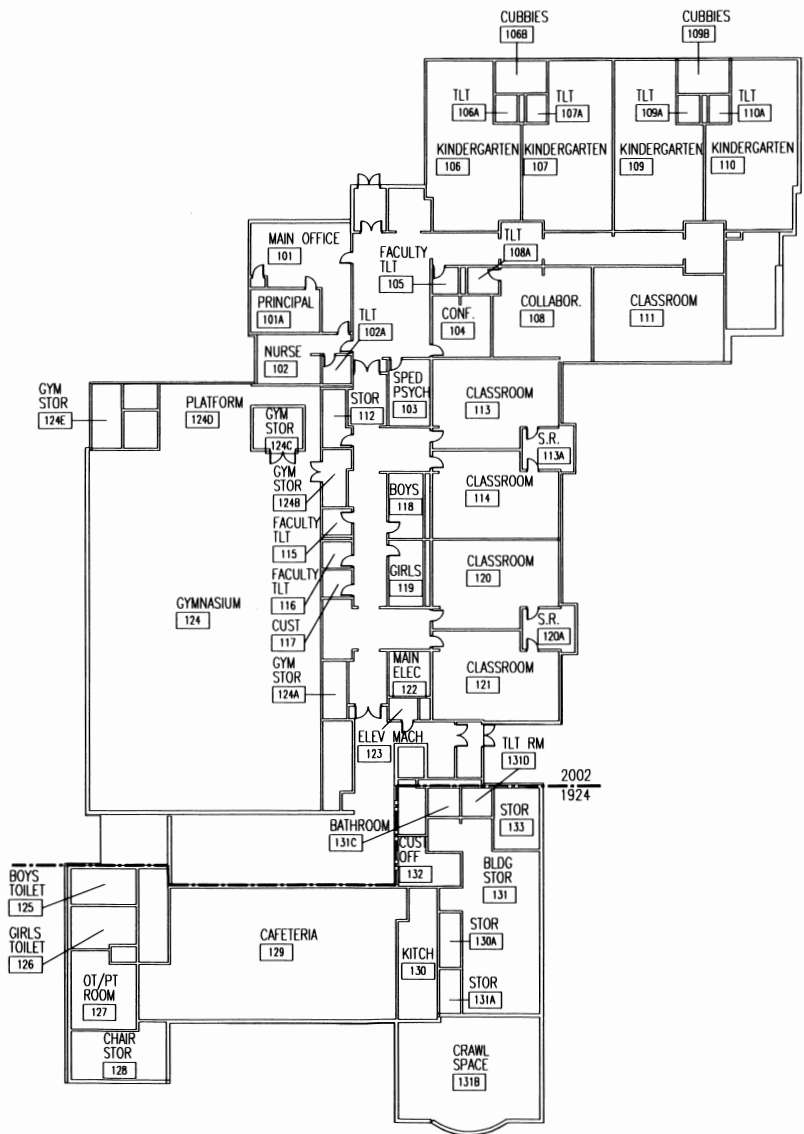 CUBBIES
106B
CUBBIES
109B
TLT
106A
TLT
107A
TLT
109A
TLT
110A
KINDERGARTEN
106
KINDERGARTEN
107
KINDERGARTEN
109
KINDERGARTEN
110
MAIN OFFICE
101
FACULTY
TLT
105
TLT
108A
PRINCIPAL
101A
TLT
102A
CONF.
104
COLLABOR.
108
CLASSROOM
111
NURSE
102
GYM
STOR
124E
PLATFORM
124D
GYM
STOR
124C
STOR
112
SPED
PSYCH
103
CLASSROOM
113
S.R.
113A
GYM
STOR
124B
BOYS
118
CLASSROOM
114
FACULTY
TLT
115
FACULTY
TLT
116
GIRLS
119
CLASSROOM
120
GYMNASIUM
124
CUST
117
S.R.
120A
GYM
STOR
124A
MAIN
ELEC
122
CLASSROOM
121
ELEV MACH
123
TLT RM
131D
2002
1924
BATHROOM
131C
STOR
133
CUST
OFF
132
BLDG
STOR
131
BOYS
TOILET
125
GIRLS
TOILET
126
CAFETERIA
129
KITCH
130
STOR
130A
OT/PT
ROOM
127
STOR
131A
CHAIR
STOR
128
CRAWL
SPACE
131B